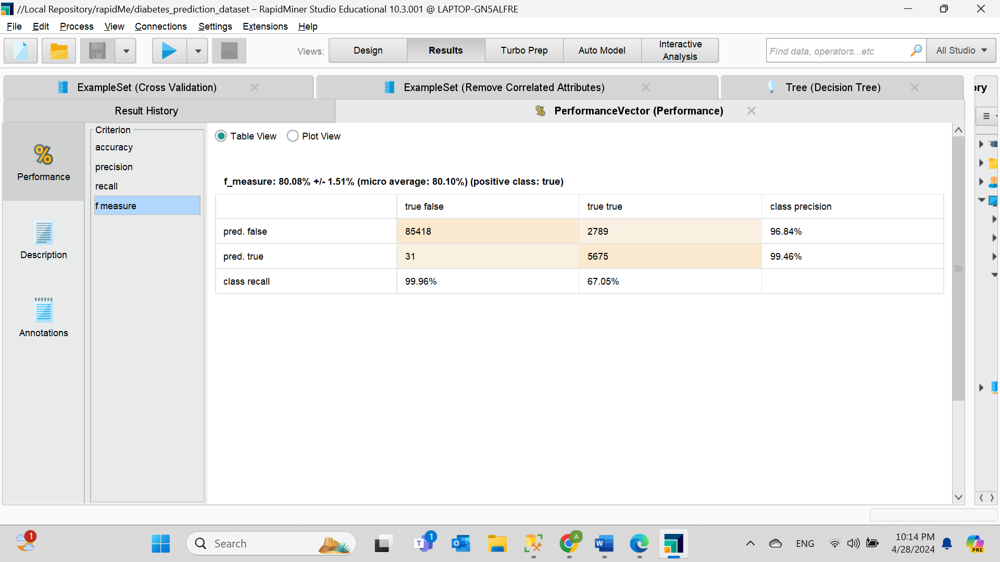 //Local Repository/rapidMe/diabetes_prediction_dataset – RapidMiner Studio Educational 10.3.001 @ LAPTOP-GN5ALFRE
File Edit Process View Connections Settings Extensions Help
Views: Design Results Turbo Prep Auto Model Interactive Analysis Find data, operators...etc All Studio
ExampleSet (Cross Validation) ExampleSet (Remove Correlated Attributes) Tree (Decision Tree) ory
Result History PerformanceVector (Performance)
Performance
Description
Annotations
Criterion
accuracy
precision
recall
f measure
Table View Plot View
f_measure: 80.08% +/- 1.51% (micro average: 80.10%) (positive class: true)
true false true true class precision
pred. false 85418 2789 96.84%
pred. true 31 5675 99.46%
class recall 99.96% 67.05%
1 Search T 1 O A W ENG 10:14 PM
4/28/2024
PRE